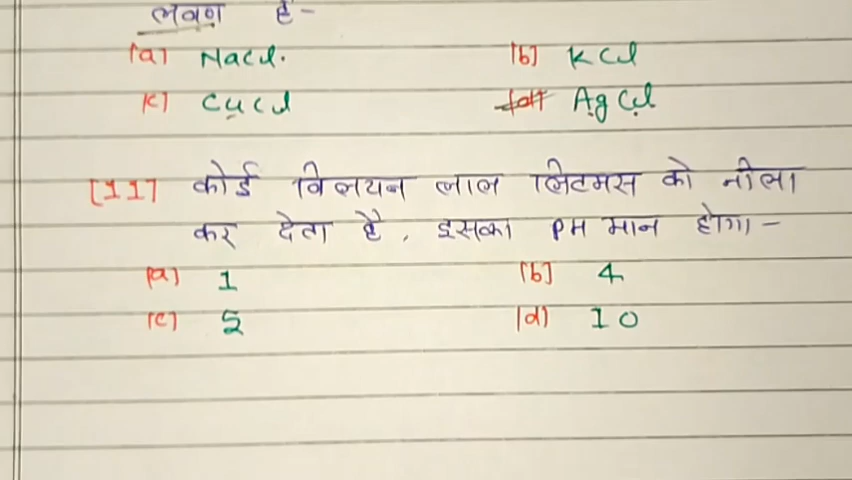 लवण है-
[a] Nacl. [b] KCl
[c] Cucl [d] AgCl
[11] कोई विलयन लाल लिटमस को नीला
कर देता है, इसका PH मान होगा-
[a] 1 [b] 4
[c] 5 [d] 10